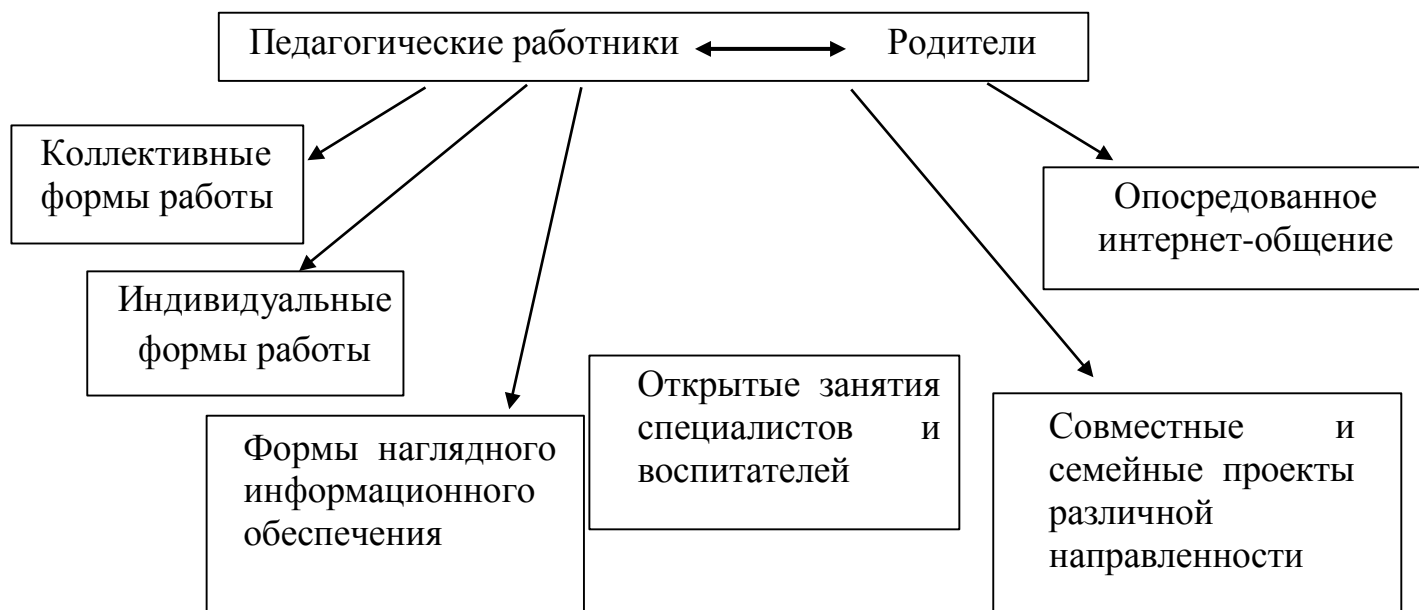 Педагогические работники Родители
Коллективные
формы работы
Опосредованное
интернет-общение
Индивидуальные
формы работы
Открытые занятия
специалистов и
воспитателей
Формы наглядного
информационного
обеспечения
Совместные и
семейные проекты
различной
направленности